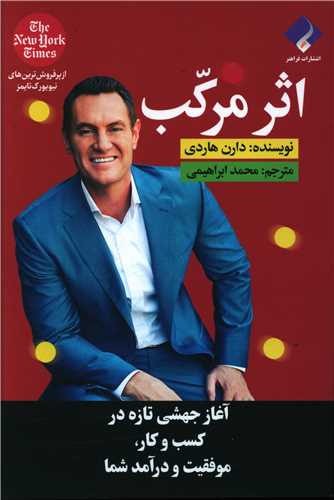 The
New York
Times
از پرفروش‌ترین‌های
نیویورک تایمز
انتشارات فراهنر
اثر مرکّب
نویسنده: دارن هاردی
مترجم: محمد ابراهیمی
آغاز جهشی تازه در
کسب و کار،
موفقیت و درآمد شما